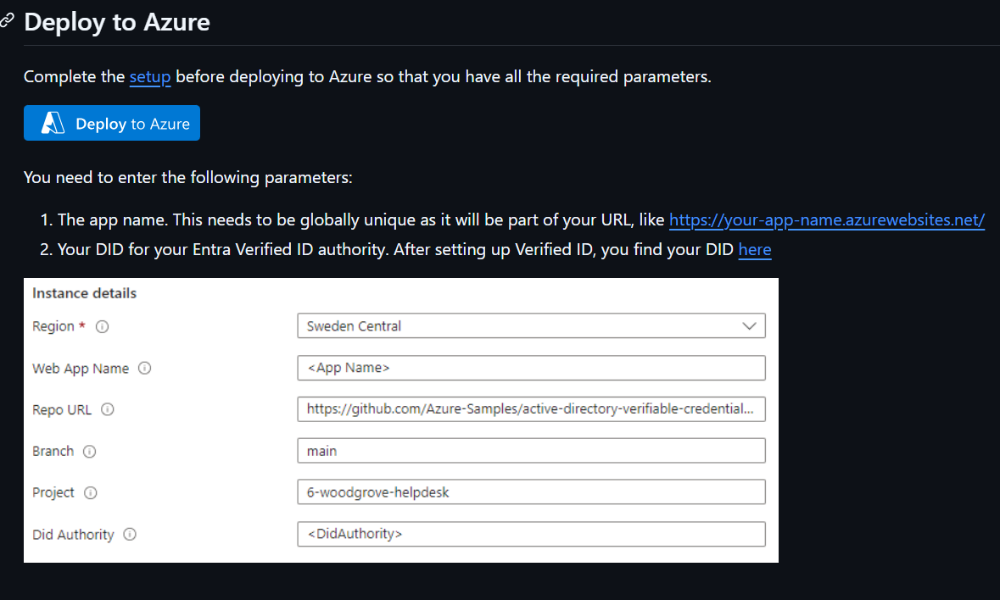 Deploy to Azure
Complete the setup before deploying to Azure so that you have all the required parameters.
Deploy to Azure
You need to enter the following parameters:
1. The app name. This needs to be globally unique as it will be part of your URL, like https://your-app-name.azurewebsites.net/
2. Your DID for your Entra Verified ID authority. After setting up Verified ID, you find your DID here
Instance details
Region * Sweden Central
Web App Name <App Name>
Repo URL https://github.com/Azure-Samples/active-directory-verifiable-credential...
Branch main
Project 6-woodgrove-helpdesk
Did Authority <DidAuthority>